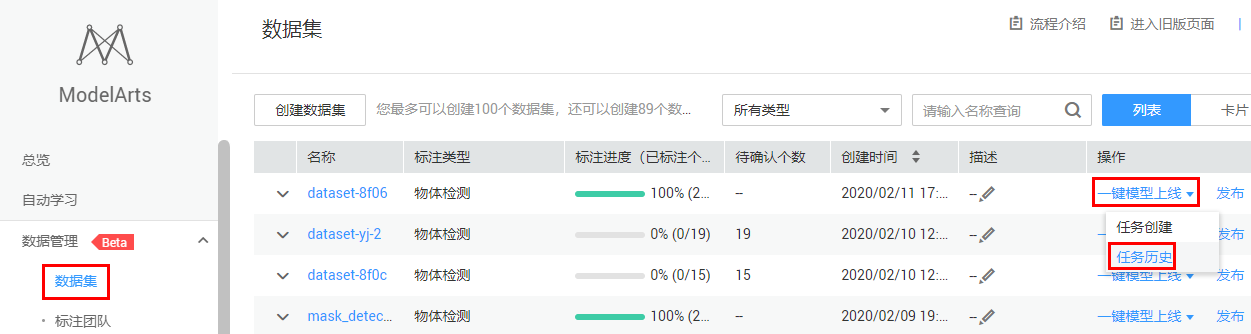 ModelArts
总览
自动学习
数据管理 Beta
数据集
标注团队
数据集
流程介绍 进入旧版页面
创建数据集 您最多可以创建100个数据集，还可以创建89个数... 所有类型 请输入名称查询 列表 卡片
名称 标注类型 标注进度（已标注个... 待确认个数 创建时间 描述 操作
dataset-8f06 物体检测 100% (2... -- 2020/02/11 17:... -- 一键模型上线 发布
任务创建
任务历史
dataset-yj-2 物体检测 0% (0/19) 19 2020/02/10 12:... -- 发布
dataset-8f0c 物体检测 0% (0/15) 15 2020/02/10 12:... -- 一键模型上线 发布
mask_detec... 物体检测 100% (2... -- 2020/02/09 19:... -- 一键模型上线 发布